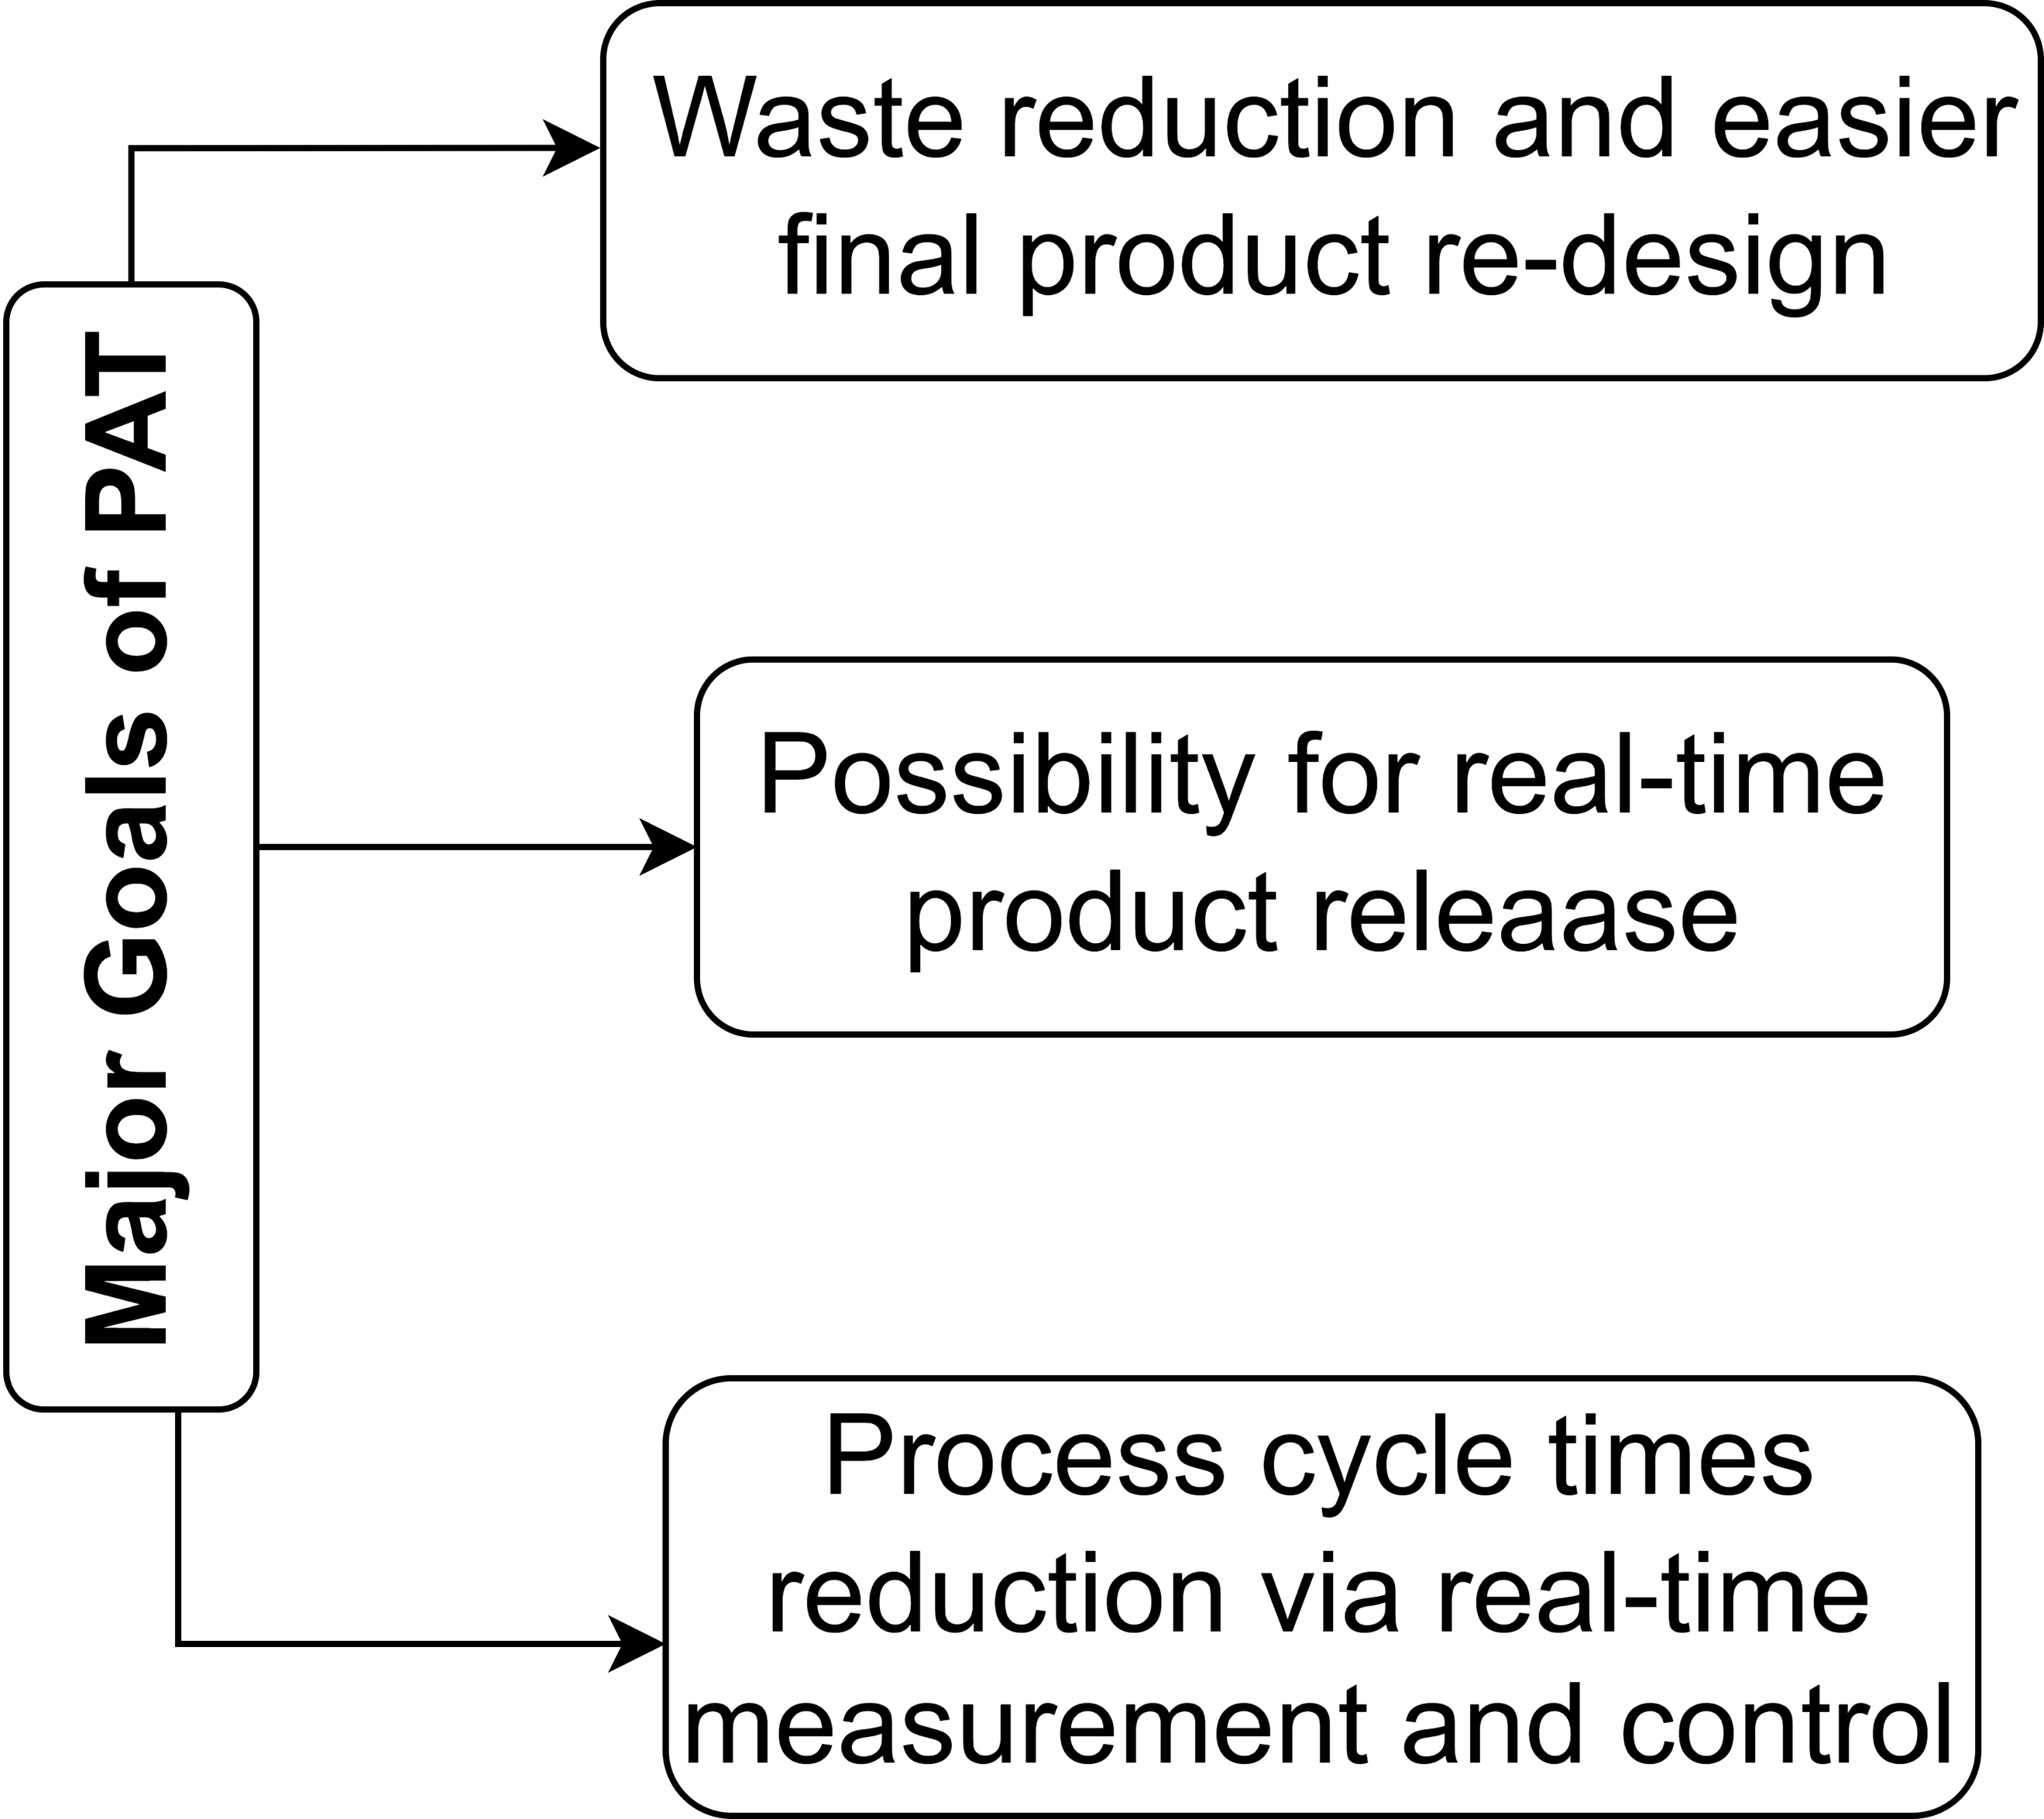 Major Goals of PAT
Waste reduction and easier
final product re-design
Possibility for real-time
product releaase
Process cycle times
reduction via real-time
measurement and control